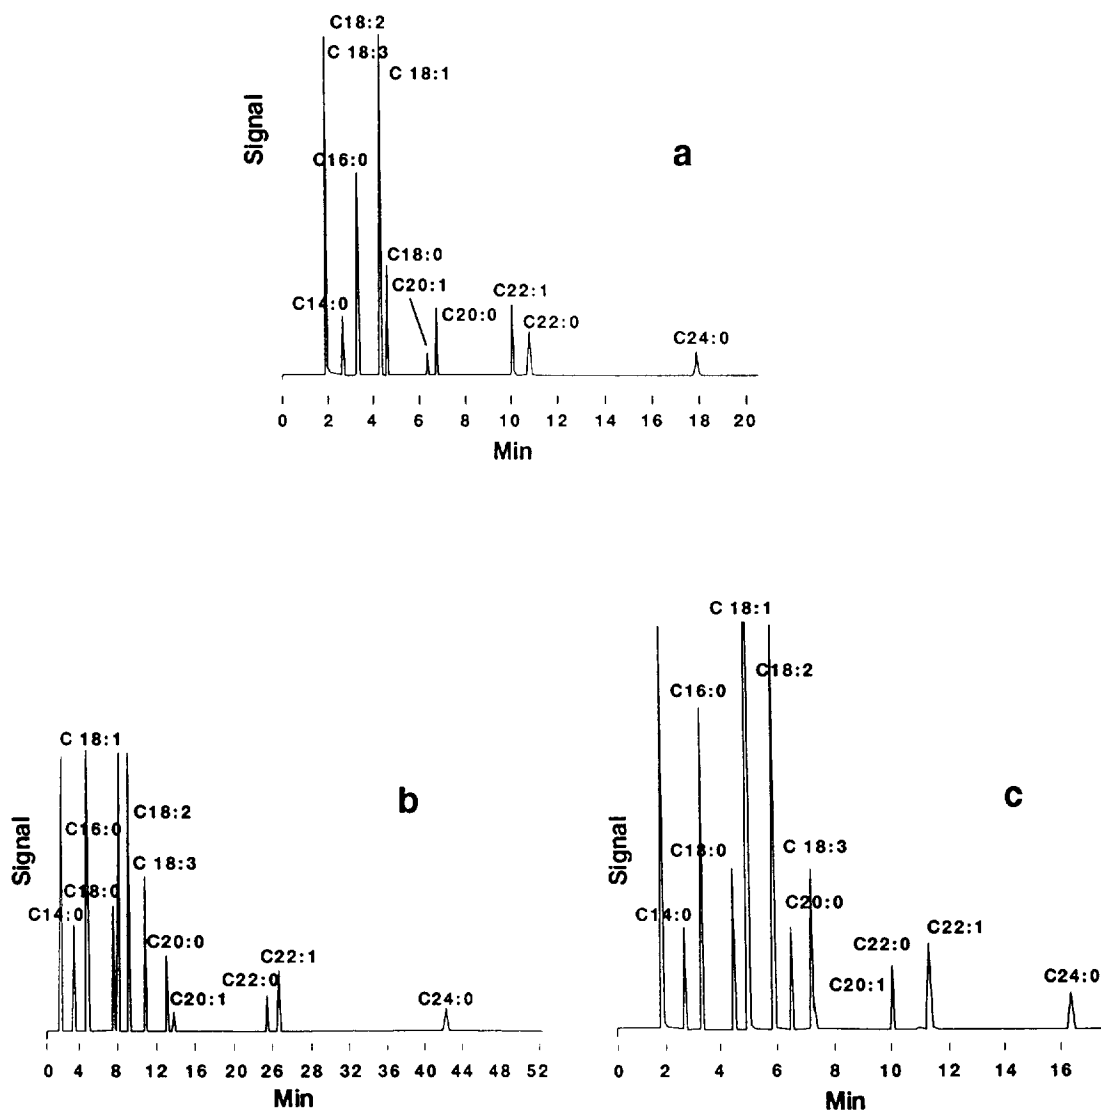 C18:2
C 18:3
C 18:1
Signal
a
C16:0
C18:0
C20:1
C14:0
C22:1
C20:0
C22:0
C24:0
0 2 4 6 8 10 12 14 16 18 20
Min
C 18:1
b
C18:2
Signal
C16:0
C 18:3
C18:0
C14:0
C20:0
C22:1
C22:0
C20:1
C24:0
0 4 8 12 16 20 24 26 32 36 40 44 48 52
Min
C 18:1
C18:2
C16:0
c
Signal
C18:0
C 18:3
C20:0
C14:0
C22:0
C22:1
C20:1
C24:0
0 2 4 6 8 10 12 14 16
Min